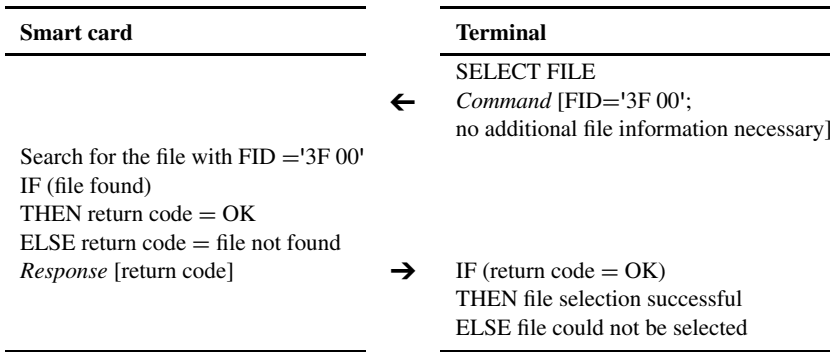 Smart card
Terminal
SELECT FILE
← Command [FID='3F 00';
no additional file information necessary]
Search for the file with FID ='3F 00'
IF (file found)
THEN return code = OK
ELSE return code = file not found
Response [return code] → IF (return code = OK)
THEN file selection successful
ELSE file could not be selected